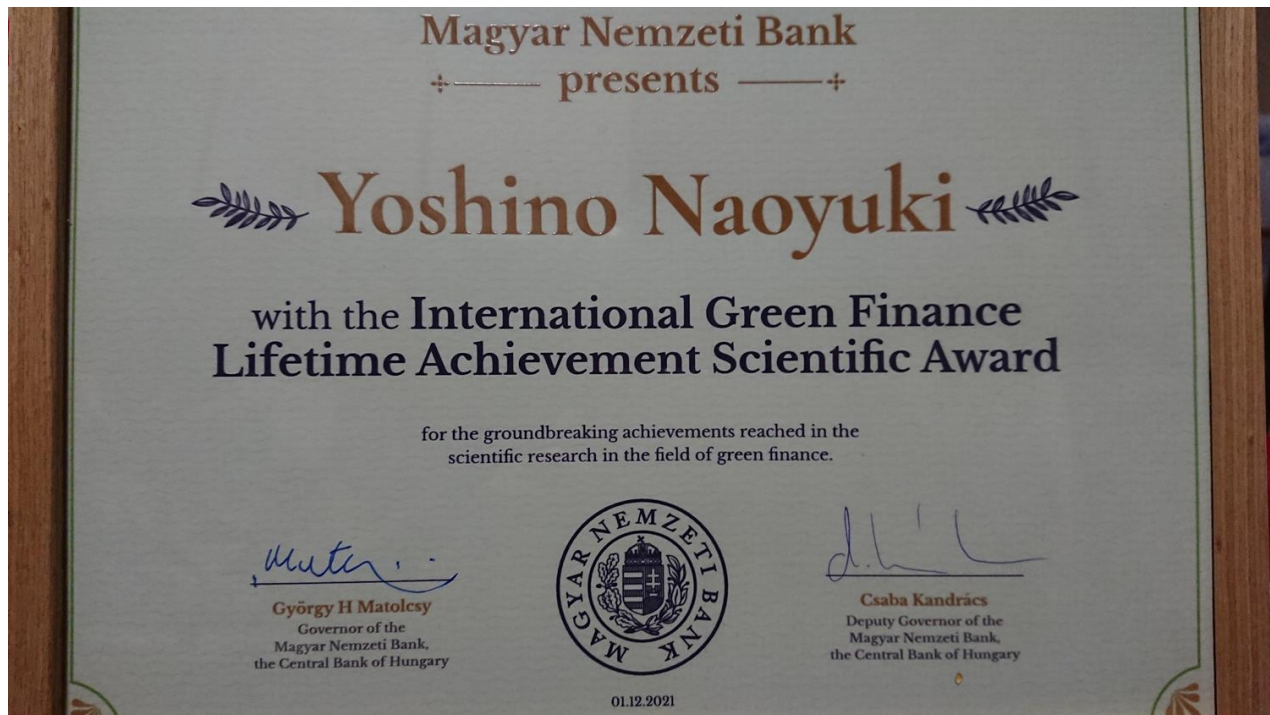 Magyar Nemzeti Bank
presents
Yoshino Naoyuki
with the International Green Finance
Lifetime Achievement Scientific Award
for the groundbreaking achievements reached in the
scientific research in the field of green finance.
MAGYAR NEMZETI BANK
György H Matolcsy
Governor of the
Magyar Nemzeti Bank,
the Central Bank of Hungary
Csaba Kandrács
Deputy Governor of the
Magyar Nemzeti Bank,
the Central Bank of Hungary
01.12.2021